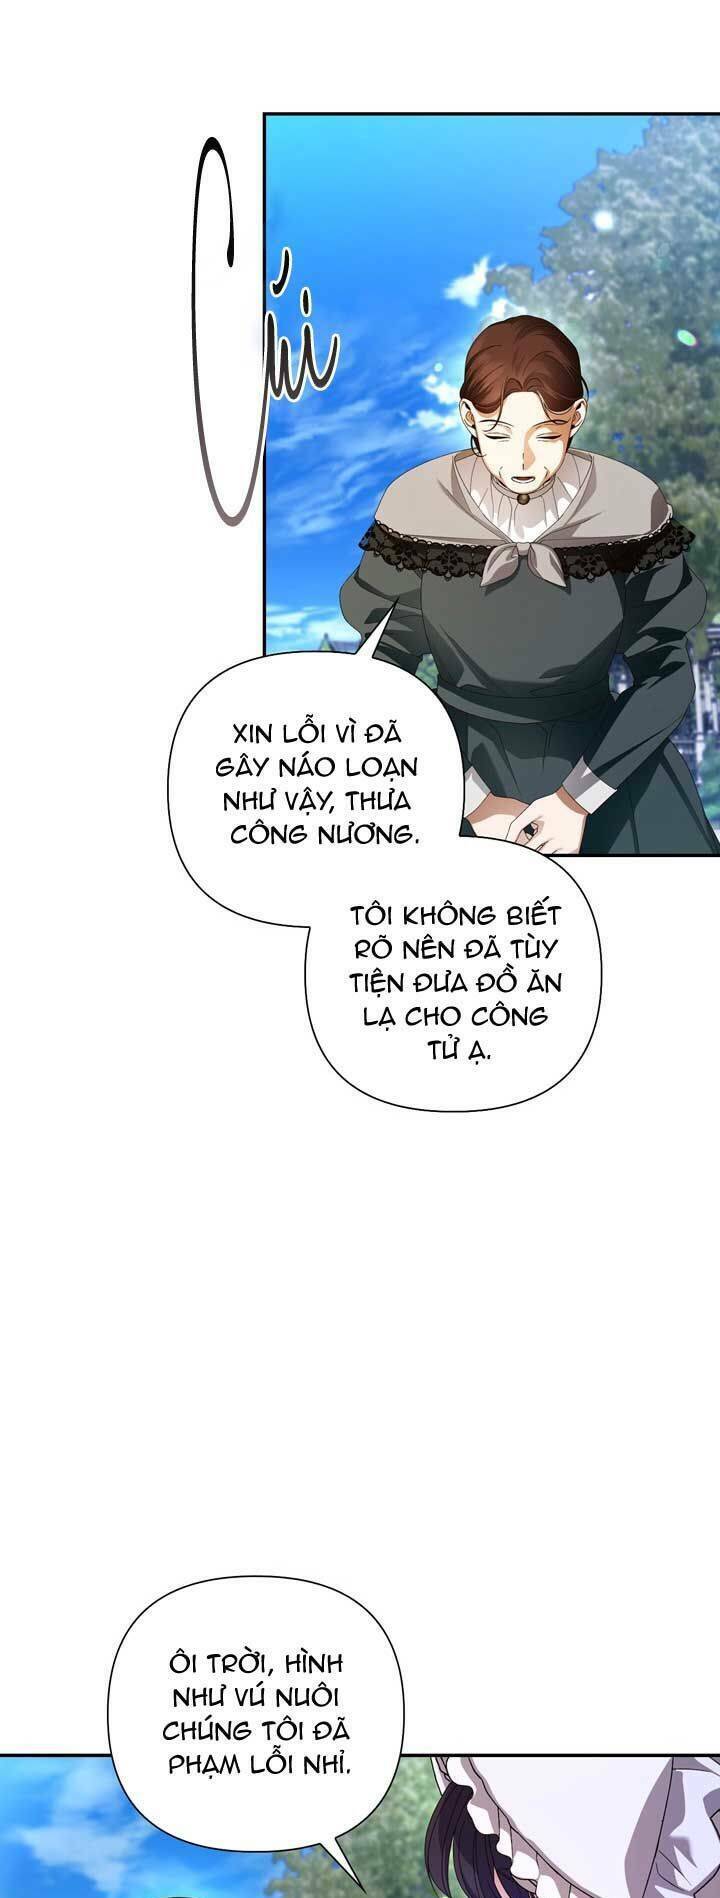 Cúi
XIN LỖI VÌ ĐÃ
GÂY NÁO LOẠN
NHƯ VẬY, THƯA
CÔNG NƯƠNG.
TÔI KHÔNG BIẾT
RÕ NÊN ĐÃ TÙY
TIỆN ĐƯA ĐỒ ĂN
LẠ CHO CÔNG
TỬ Ạ.
ÔI TRỜI, HÌNH
NHƯ VÚ NUÔI
CHÚNG TÔI ĐÃ
PHẠM LỖI NHỈ.